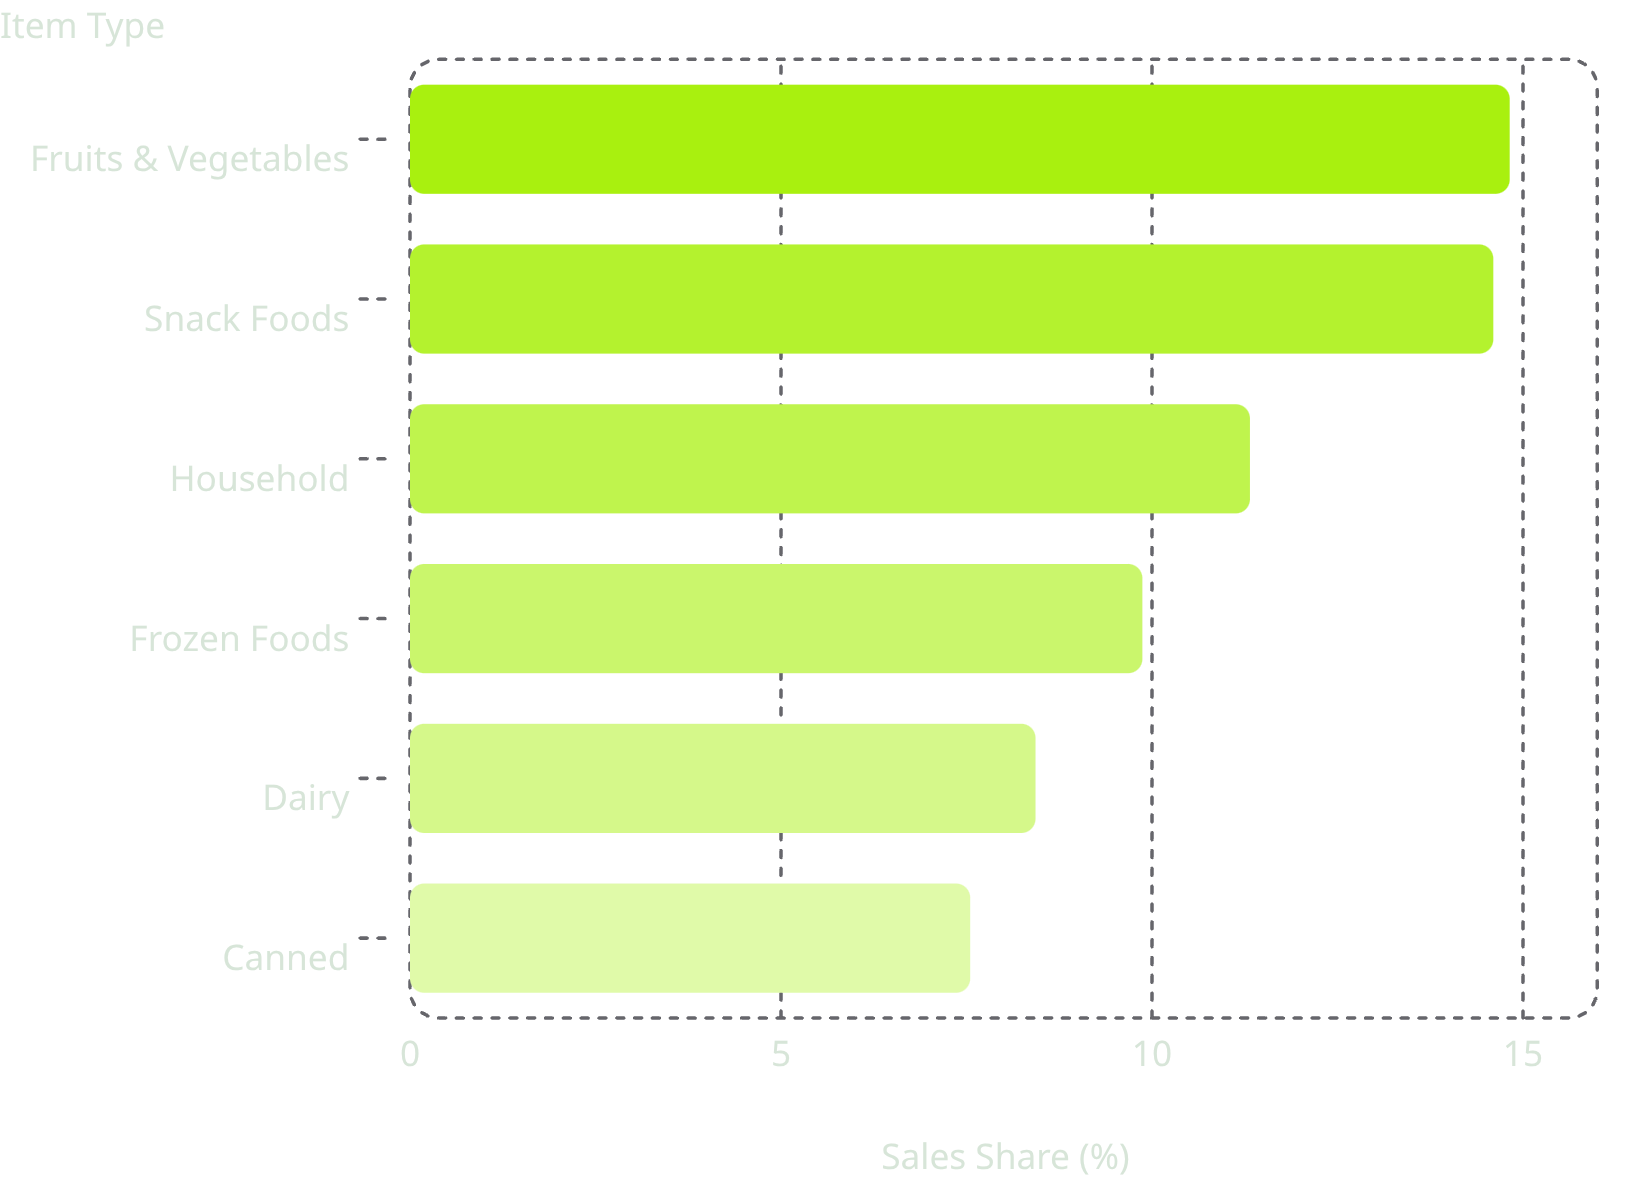 Item Type
Fruits & Vegetables
Snack Foods
Household
Frozen Foods
Dairy
Canned
0 5 10 15
Sales Share (%)